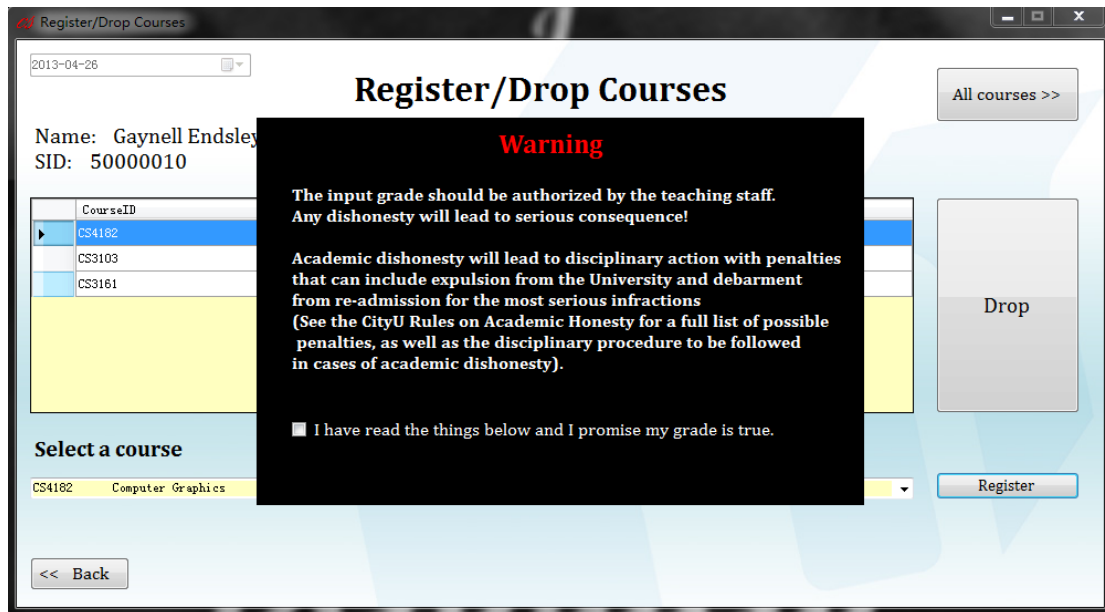 Register/Drop Courses
2013-04-26
Register/Drop Courses
All courses >>
Name: Gaynell Endsley
SID: 50000010
Warning
The input grade should be authorized by the teaching staff.
Any dishonesty will lead to serious consequence!
Academic dishonesty will lead to disciplinary action with penalties
that can include expulsion from the University and debarment
from re-admission for the most serious infractions
(See the CityU Rules on Academic Honesty for a full list of possible
penalties, as well as the disciplinary procedure to be followed
in cases of academic dishonesty).
I have read the things below and I promise my grade is true.
CourseID
CS4182
CS3103
CS3161
Drop
Select a course
CS4182 Computer Graphics
Register
<< Back